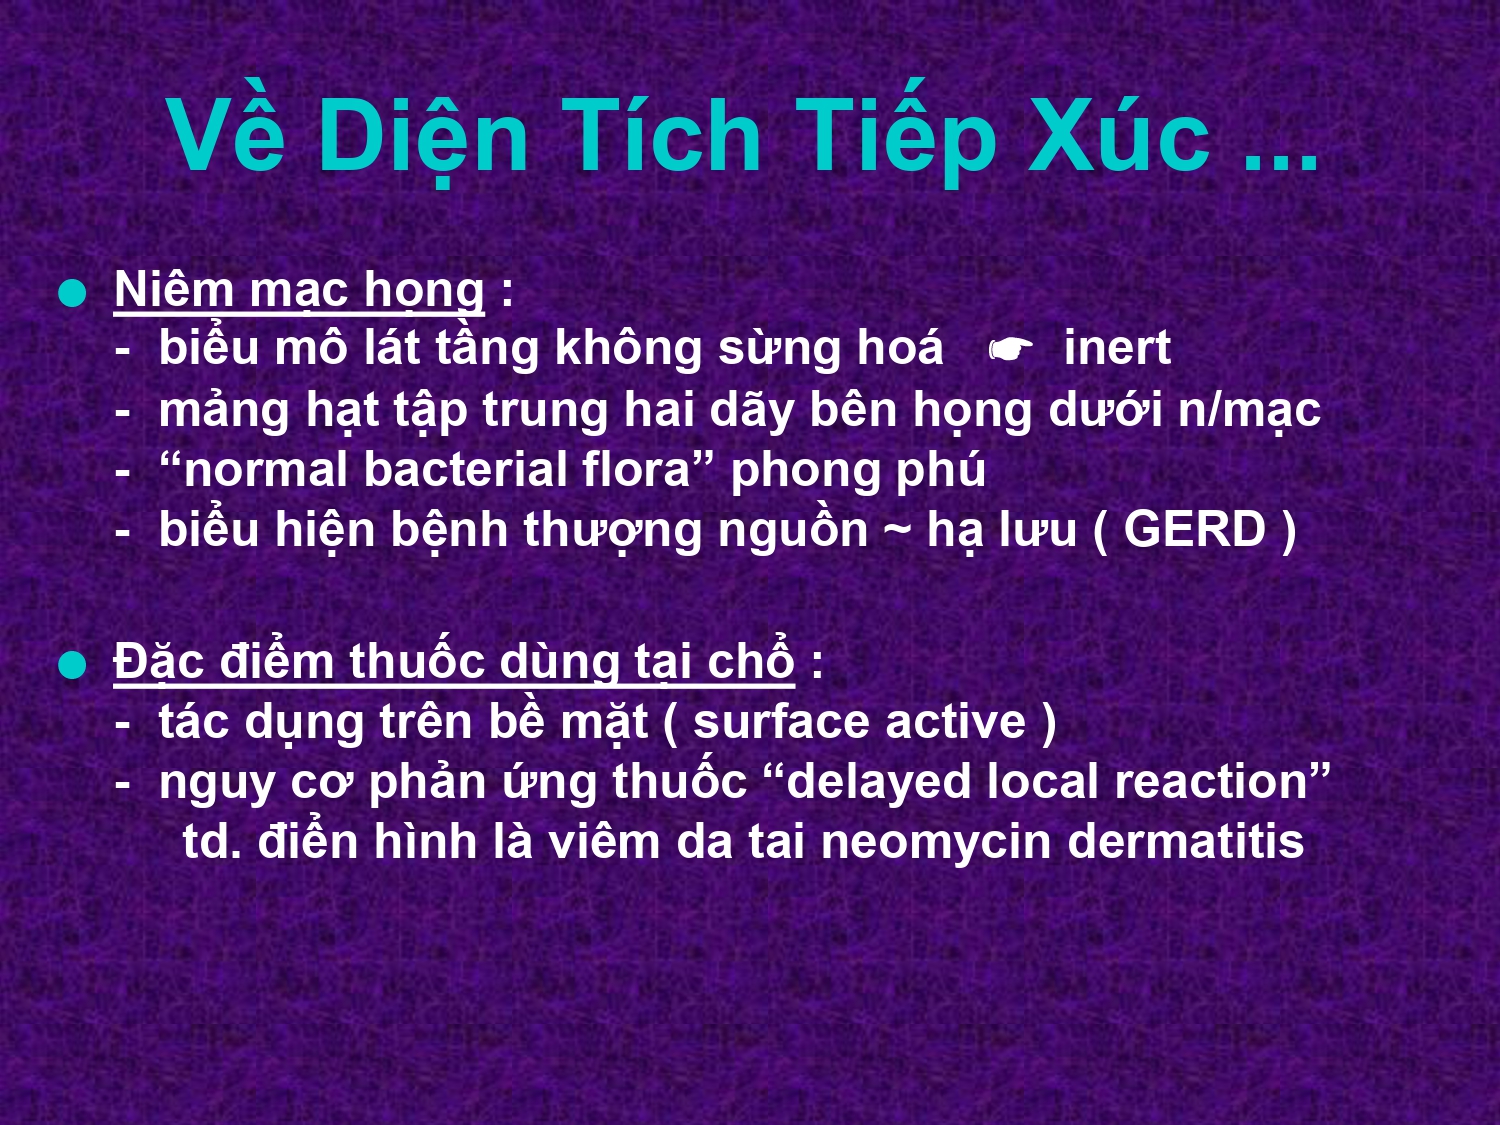 Về Diện Tích Tiếp Xúc ...
● Niêm mạc họng :
- biểu mô lát tầng không sừng hoá ☛ inert
- mảng hạt tập trung hai dãy bên họng dưới n/mạc
- “normal bacterial flora” phong phú
- biểu hiện bệnh thượng nguồn ~ hạ lưu ( GERD )
● Đặc điểm thuốc dùng tại chổ :
- tác dụng trên bề mặt ( surface active )
- nguy cơ phản ứng thuốc “delayed local reaction”
td. điển hình là viêm da tai neomycin dermatitis